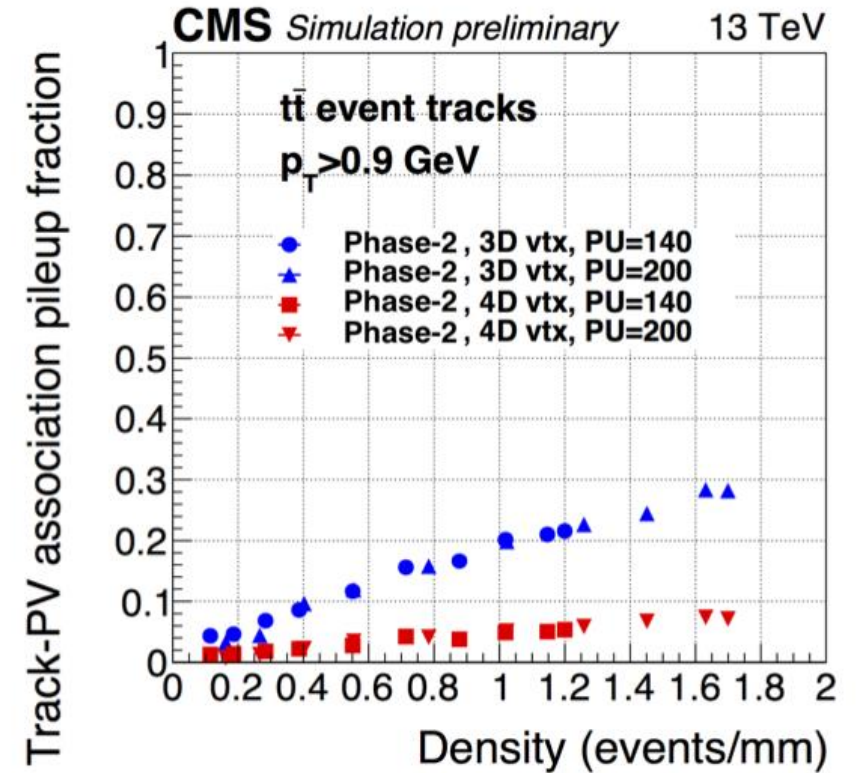 CMS Simulation preliminary 13 TeV
Track-PV association pileup fraction
1
0.9
0.8
0.7
0.6
0.5
0.4
0.3
0.2
0.1
0
tt̄ event tracks
pT>0.9 GeV
Phase-2 , 3D vtx, PU=140
Phase-2 , 3D vtx, PU=200
Phase-2 , 4D vtx, PU=140
Phase-2 , 4D vtx, PU=200
0 0.2 0.4 0.6 0.8 1 1.2 1.4 1.6 1.8 2
Density (events/mm)